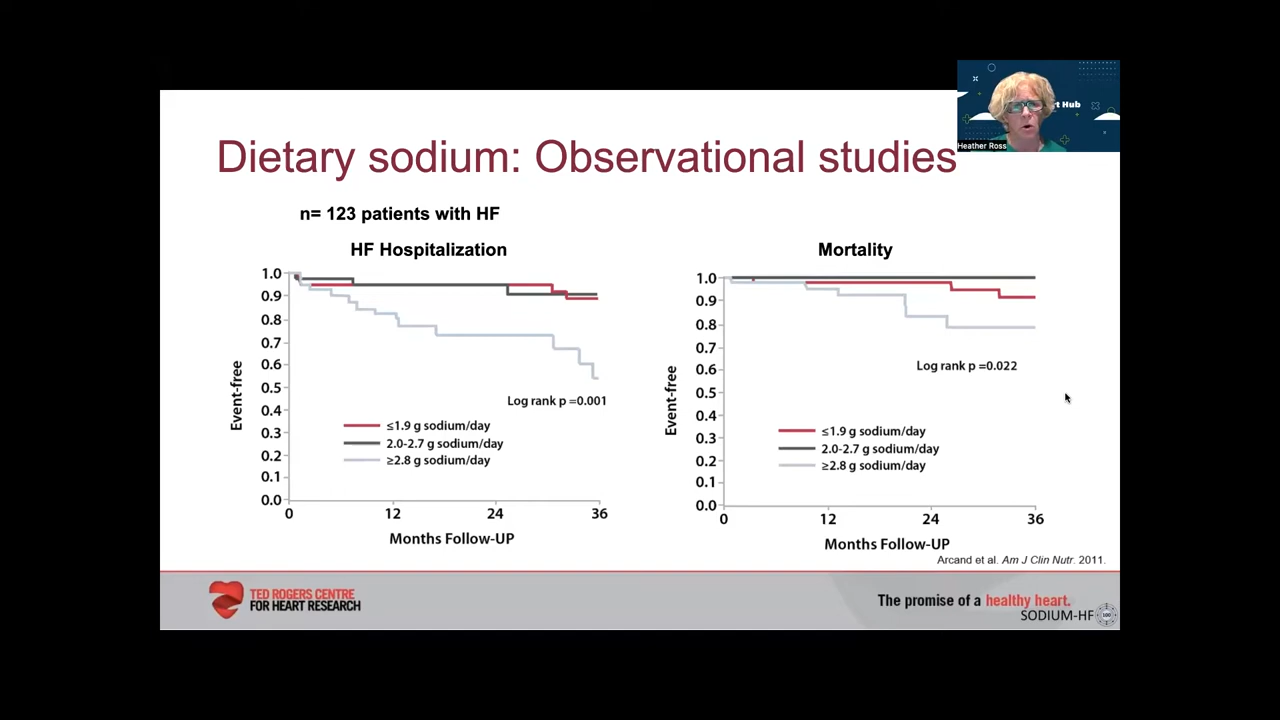 rt Hub
Heather Ross
Dietary sodium: Observational studies
n= 123 patients with HF
HF Hospitalization
1.0
0.9
0.8
0.7
0.6
0.5
0.4
0.3
0.2
0.1
0.0
Event-free
Log rank p =0.001
≤1.9 g sodium/day
2.0-2.7 g sodium/day
≥2.8 g sodium/day
0 12 24 36
Months Follow-UP
Mortality
1.0
0.9
0.8
0.7
0.6
0.5
0.4
0.3
0.2
0.1
0.0
Event-free
Log rank p =0.022
≤1.9 g sodium/day
2.0-2.7 g sodium/day
≥2.8 g sodium/day
0 12 24 36
Months Follow-UP
Arcand et al. Am J Clin Nutr. 2011.
TED ROGERS CENTRE
FOR HEART RESEARCH
The promise of a healthy heart.
SODIUM-HF